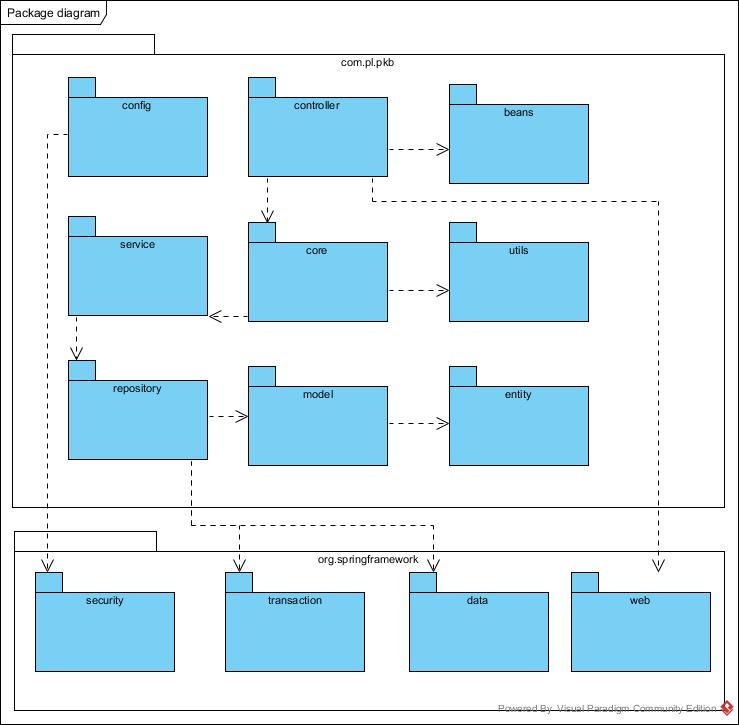 Package diagram
com.pl.pkb
config
controller
beans
service
core
utils
repository
model
entity
org.springframework
security
transaction
data
web
Powered By Visual Paradigm Community Edition